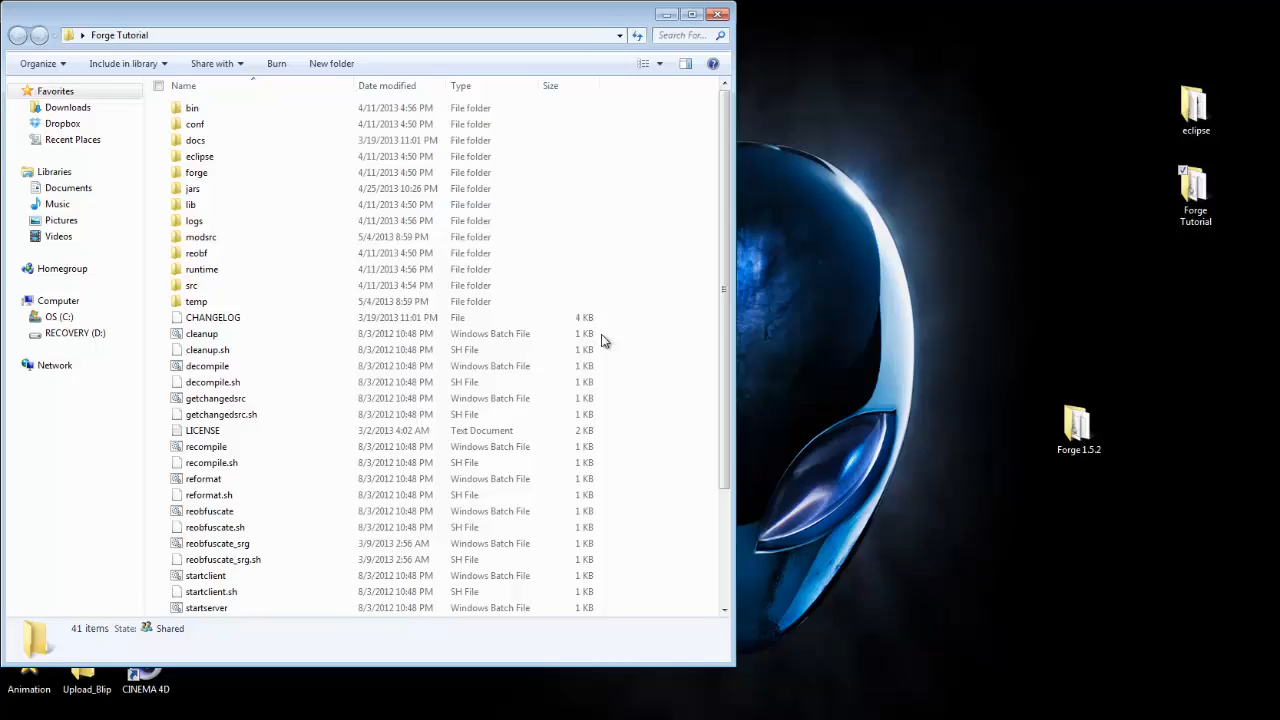 Forge Tutorial
Search For...
Organize Include in library Share with Burn New folder
Name Date modified Type Size
Favorites
Downloads
Dropbox
Recent Places
Libraries
Documents
Music
Pictures
Videos
Homegroup
Computer
OS (C:)
RECOVERY (D:)
Network
bin 4/11/2013 4:56 PM File folder
conf 4/11/2013 4:50 PM File folder
docs 3/19/2013 11:01 PM File folder
eclipse 4/11/2013 4:50 PM File folder
forge 4/11/2013 4:50 PM File folder
jars 4/25/2013 10:26 PM File folder
lib 4/11/2013 4:50 PM File folder
logs 4/11/2013 4:56 PM File folder
modsrc 5/4/2013 8:59 PM File folder
reobf 4/11/2013 4:50 PM File folder
runtime 4/11/2013 4:56 PM File folder
src 4/11/2013 4:54 PM File folder
temp 5/4/2013 8:59 PM File folder
CHANGELOG 3/19/2013 11:01 PM File 4 KB
cleanup 8/3/2012 10:48 PM Windows Batch File 1 KB
cleanup.sh 8/3/2012 10:48 PM SH File 1 KB
decompile 8/3/2012 10:48 PM Windows Batch File 1 KB
decompile.sh 8/3/2012 10:48 PM SH File 1 KB
getchangedsrc 8/3/2012 10:48 PM Windows Batch File 1 KB
getchangedsrc.sh 8/3/2012 10:48 PM SH File 1 KB
LICENSE 3/2/2013 4:02 AM Text Document 2 KB
recompile 8/3/2012 10:48 PM Windows Batch File 1 KB
recompile.sh 8/3/2012 10:48 PM SH File 1 KB
reformat 8/3/2012 10:48 PM Windows Batch File 1 KB
reformat.sh 8/3/2012 10:48 PM SH File 1 KB
reobfuscate 8/3/2012 10:48 PM Windows Batch File 1 KB
reobfuscate.sh 8/3/2012 10:48 PM SH File 1 KB
reobfuscate_srg 3/9/2013 2:56 AM Windows Batch File 1 KB
reobfuscate_srg.sh 3/9/2013 2:56 AM SH File 1 KB
startclient 8/3/2012 10:48 PM Windows Batch File 1 KB
startclient.sh 8/3/2012 10:48 PM SH File 1 KB
startserver 8/3/2012 10:48 PM Windows Batch File 1 KB
41 items State: Shared
eclipse
Forge
Tutorial
Forge 1.5.2
Animation
Upload_Blip
CINEMA 4D